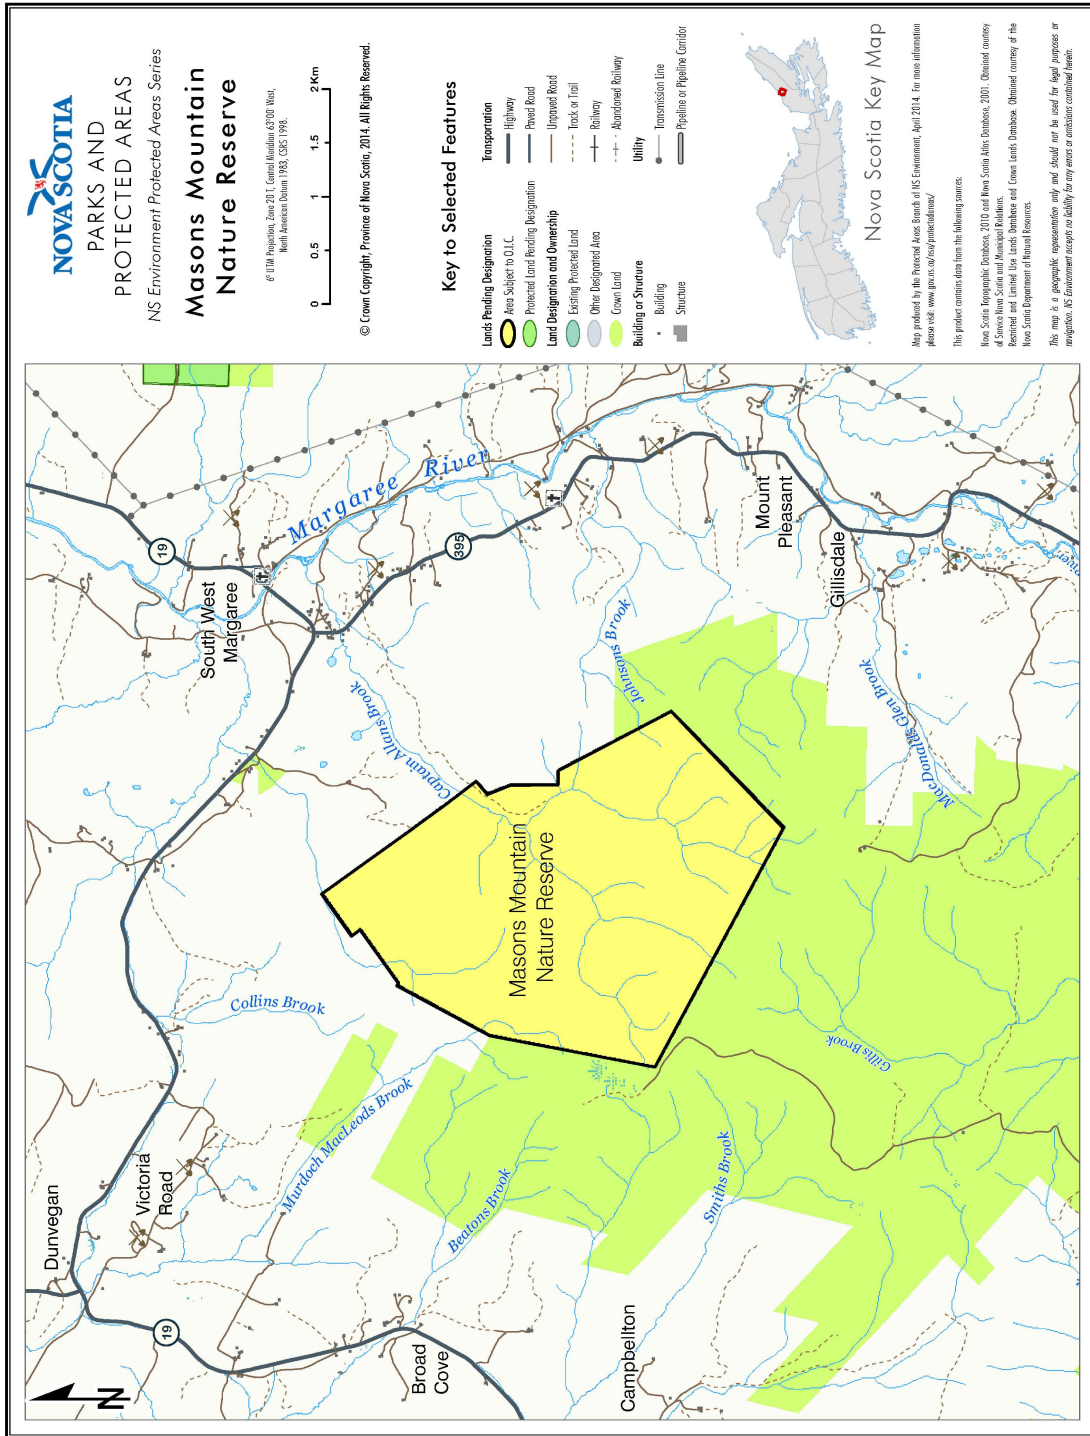 NOVA SCOTIA
PARKS AND
PROTECTED AREAS
NS Environment Protected Areas Series
Masons Mountain
Nature Reserve
6º UTM Projection, Zone 20 T, Central Meridian 63º00' West,
North American Datum 1983, CSRS 1998.
0 0.5 1 1.5 2 Km
© Crown Copyright, Province of Nova Scotia, 2014. All Rights Reserved.
Key to Selected Features
Lands Pending Designation
Area Subject to O.I.C.
Protected Land Pending Designation
Land Designation and Ownership
Existing Protected Land
Other Designated Area
Crown Land
Building or Structure
Building
Structure
Transportation
Highway
Paved Road
Unpaved Road
Track or Trail
Railway
Abandoned Railway
Utility
Transmission Line
Pipeline or Pipeline Corridor
Nova Scotia Key Map
Map produced by the Protected Areas Branch of NS Environment, April 2014. For more information
please visit: www.gov.ns.ca/nse/protectedareas/
This product contains data from the following sources:
Nova Scotia Topographic Database, 2010 and Nova Scotia Atlas Database, 2001. Obtained courtesy
of Service Nova Scotia and Municipal Relations.
Restricted and Limited Use Lands Database and Crown Lands Database. Obtained courtesy of the
Nova Scotia Department of Natural Resources.
This map is a geographic representation only and should not be used for legal purposes or
navigation. NS Environment accepts no liability for any errors or omissions contained herein.
N
Dunvegan
Victoria
Road
19
Broad
Cove
Campbellton
Collins Brook
Murdoch MacLeods Brook
Beatons Brook
Smiths Brook
Gillis Brook
Masons Mountain
Nature Reserve
Captain Allans Brook
Johnsons Brook
MacDonalds Glen Brook
South West
Margaree
19
Margaree River
395
Mount
Pleasant
Gillisdale
River